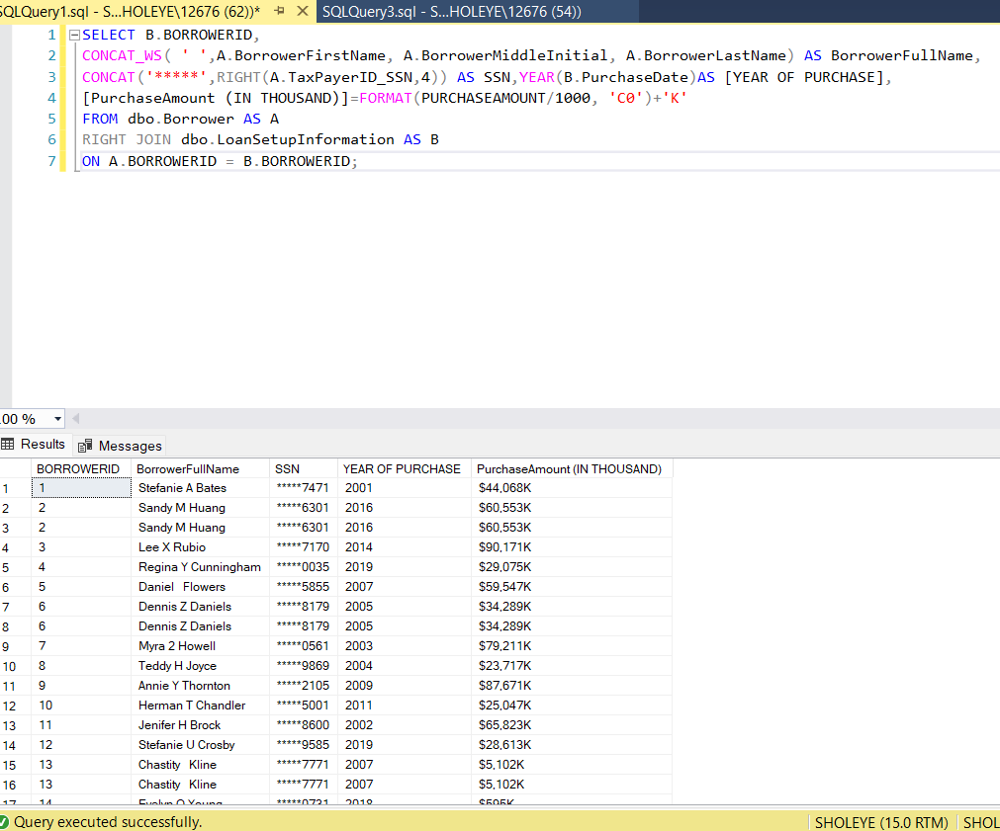 SQLQuery1.sql - S...HOLEYE\12676 (62))* SQLQuery3.sql - S...HOLEYE\12676 (54))
1 SELECT B.BORROWERID,
2 CONCAT_WS( ' ',A.BorrowerFirstName, A.BorrowerMiddleInitial, A.BorrowerLastName) AS BorrowerFullName,
3 CONCAT('*****',RIGHT(A.TaxPayerID_SSN,4)) AS SSN,YEAR(B.PurchaseDate)AS [YEAR OF PURCHASE],
4 [PurchaseAmount (IN THOUSAND)]=FORMAT(PURCHASEAMOUNT/1000, 'C0')+'K'
5 FROM dbo.Borrower AS A
6 RIGHT JOIN dbo.LoanSetupInformation AS B
7 ON A.BORROWERID = B.BORROWERID;
.00 %
Results Messages
BORROWERID BorrowerFullName SSN YEAR OF PURCHASE PurchaseAmount (IN THOUSAND)
1 1 Stefanie A Bates *****7471 2001 $44,068K
2 2 Sandy M Huang *****6301 2016 $60,553K
3 2 Sandy M Huang *****6301 2016 $60,553K
4 3 Lee X Rubio *****7170 2014 $90,171K
5 4 Regina Y Cunningham *****0035 2019 $29,075K
6 5 Daniel  Flowers *****5855 2007 $59,547K
7 6 Dennis Z Daniels *****8179 2005 $34,289K
8 6 Dennis Z Daniels *****8179 2005 $34,289K
9 7 Myra 2 Howell *****0561 2003 $79,211K
10 8 Teddy H Joyce *****9869 2004 $23,717K
11 9 Annie Y Thornton *****2105 2009 $87,671K
12 10 Herman T Chandler *****5001 2011 $25,047K
13 11 Jenifer H Brock *****8600 2002 $65,823K
14 12 Stefanie U Crosby *****9585 2019 $28,613K
15 13 Chastity  Kline *****7771 2007 $5,102K
16 13 Chastity  Kline *****7771 2007 $5,102K
17 14 Evelyn O Young *****0731 2018 $595K
Query executed successfully. SHOLEYE (15.0 RTM) SHOL